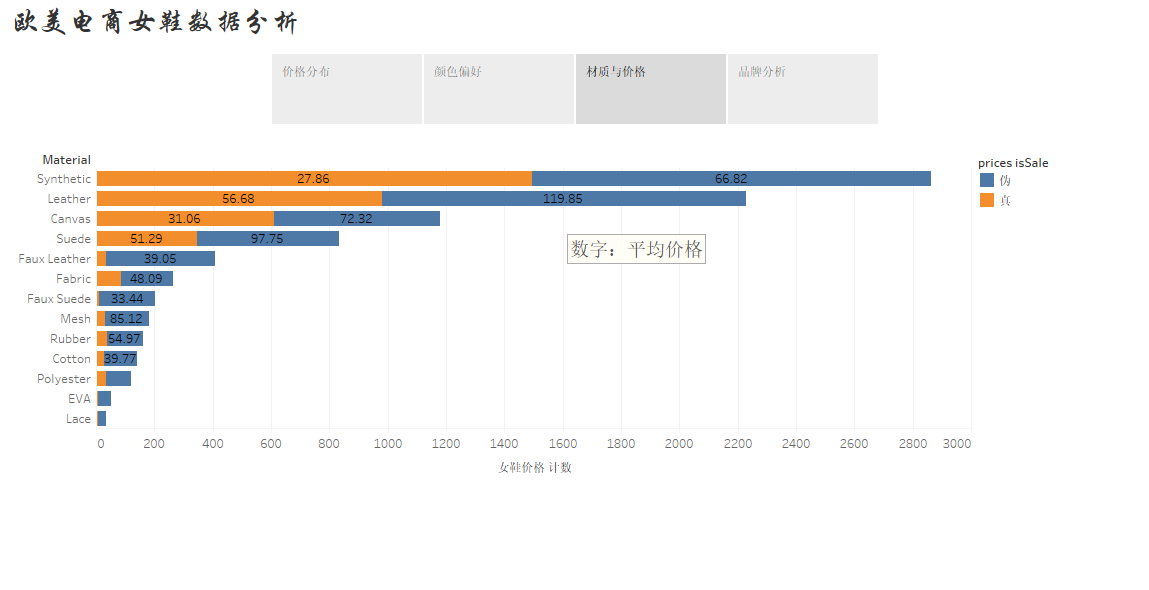 欧美电商女鞋数据分析
价格分布
颜色偏好
材质与价格
品牌分析
Material
prices isSale
伪
真
Synthetic 27.86 66.82
Leather 56.68 119.85
Canvas 31.06 72.32
Suede 51.29 97.75
数字：平均价格
Faux Leather 39.05
Fabric 48.09
Faux Suede 33.44
Mesh 85.12
Rubber 54.97
Cotton 39.77
Polyester
EVA
Lace
0 200 400 600 800 1000 1200 1400 1600 1800 2000 2200 2400 2600 2800 3000
女鞋价格 计数